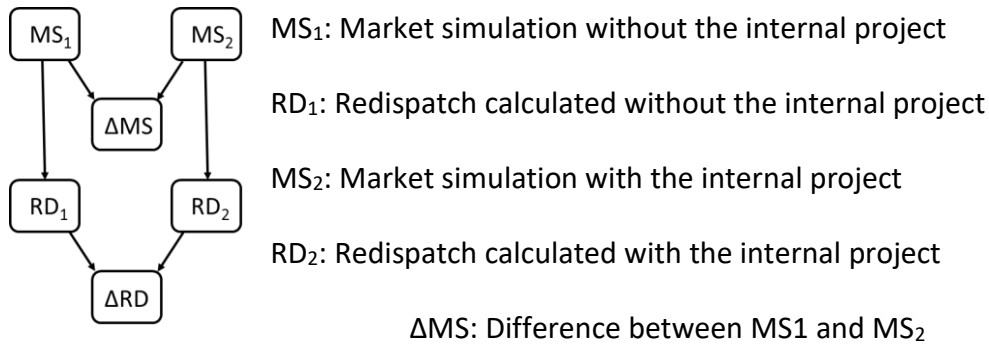 MS₁ MS₂ MS₁: Market simulation without the internal project
RD₁: Redispatch calculated without the internal project
ΔMS
MS₂: Market simulation with the internal project
RD₁ RD₂
RD₂: Redispatch calculated with the internal project
ΔRD
ΔMS: Difference between MS1 and MS₂